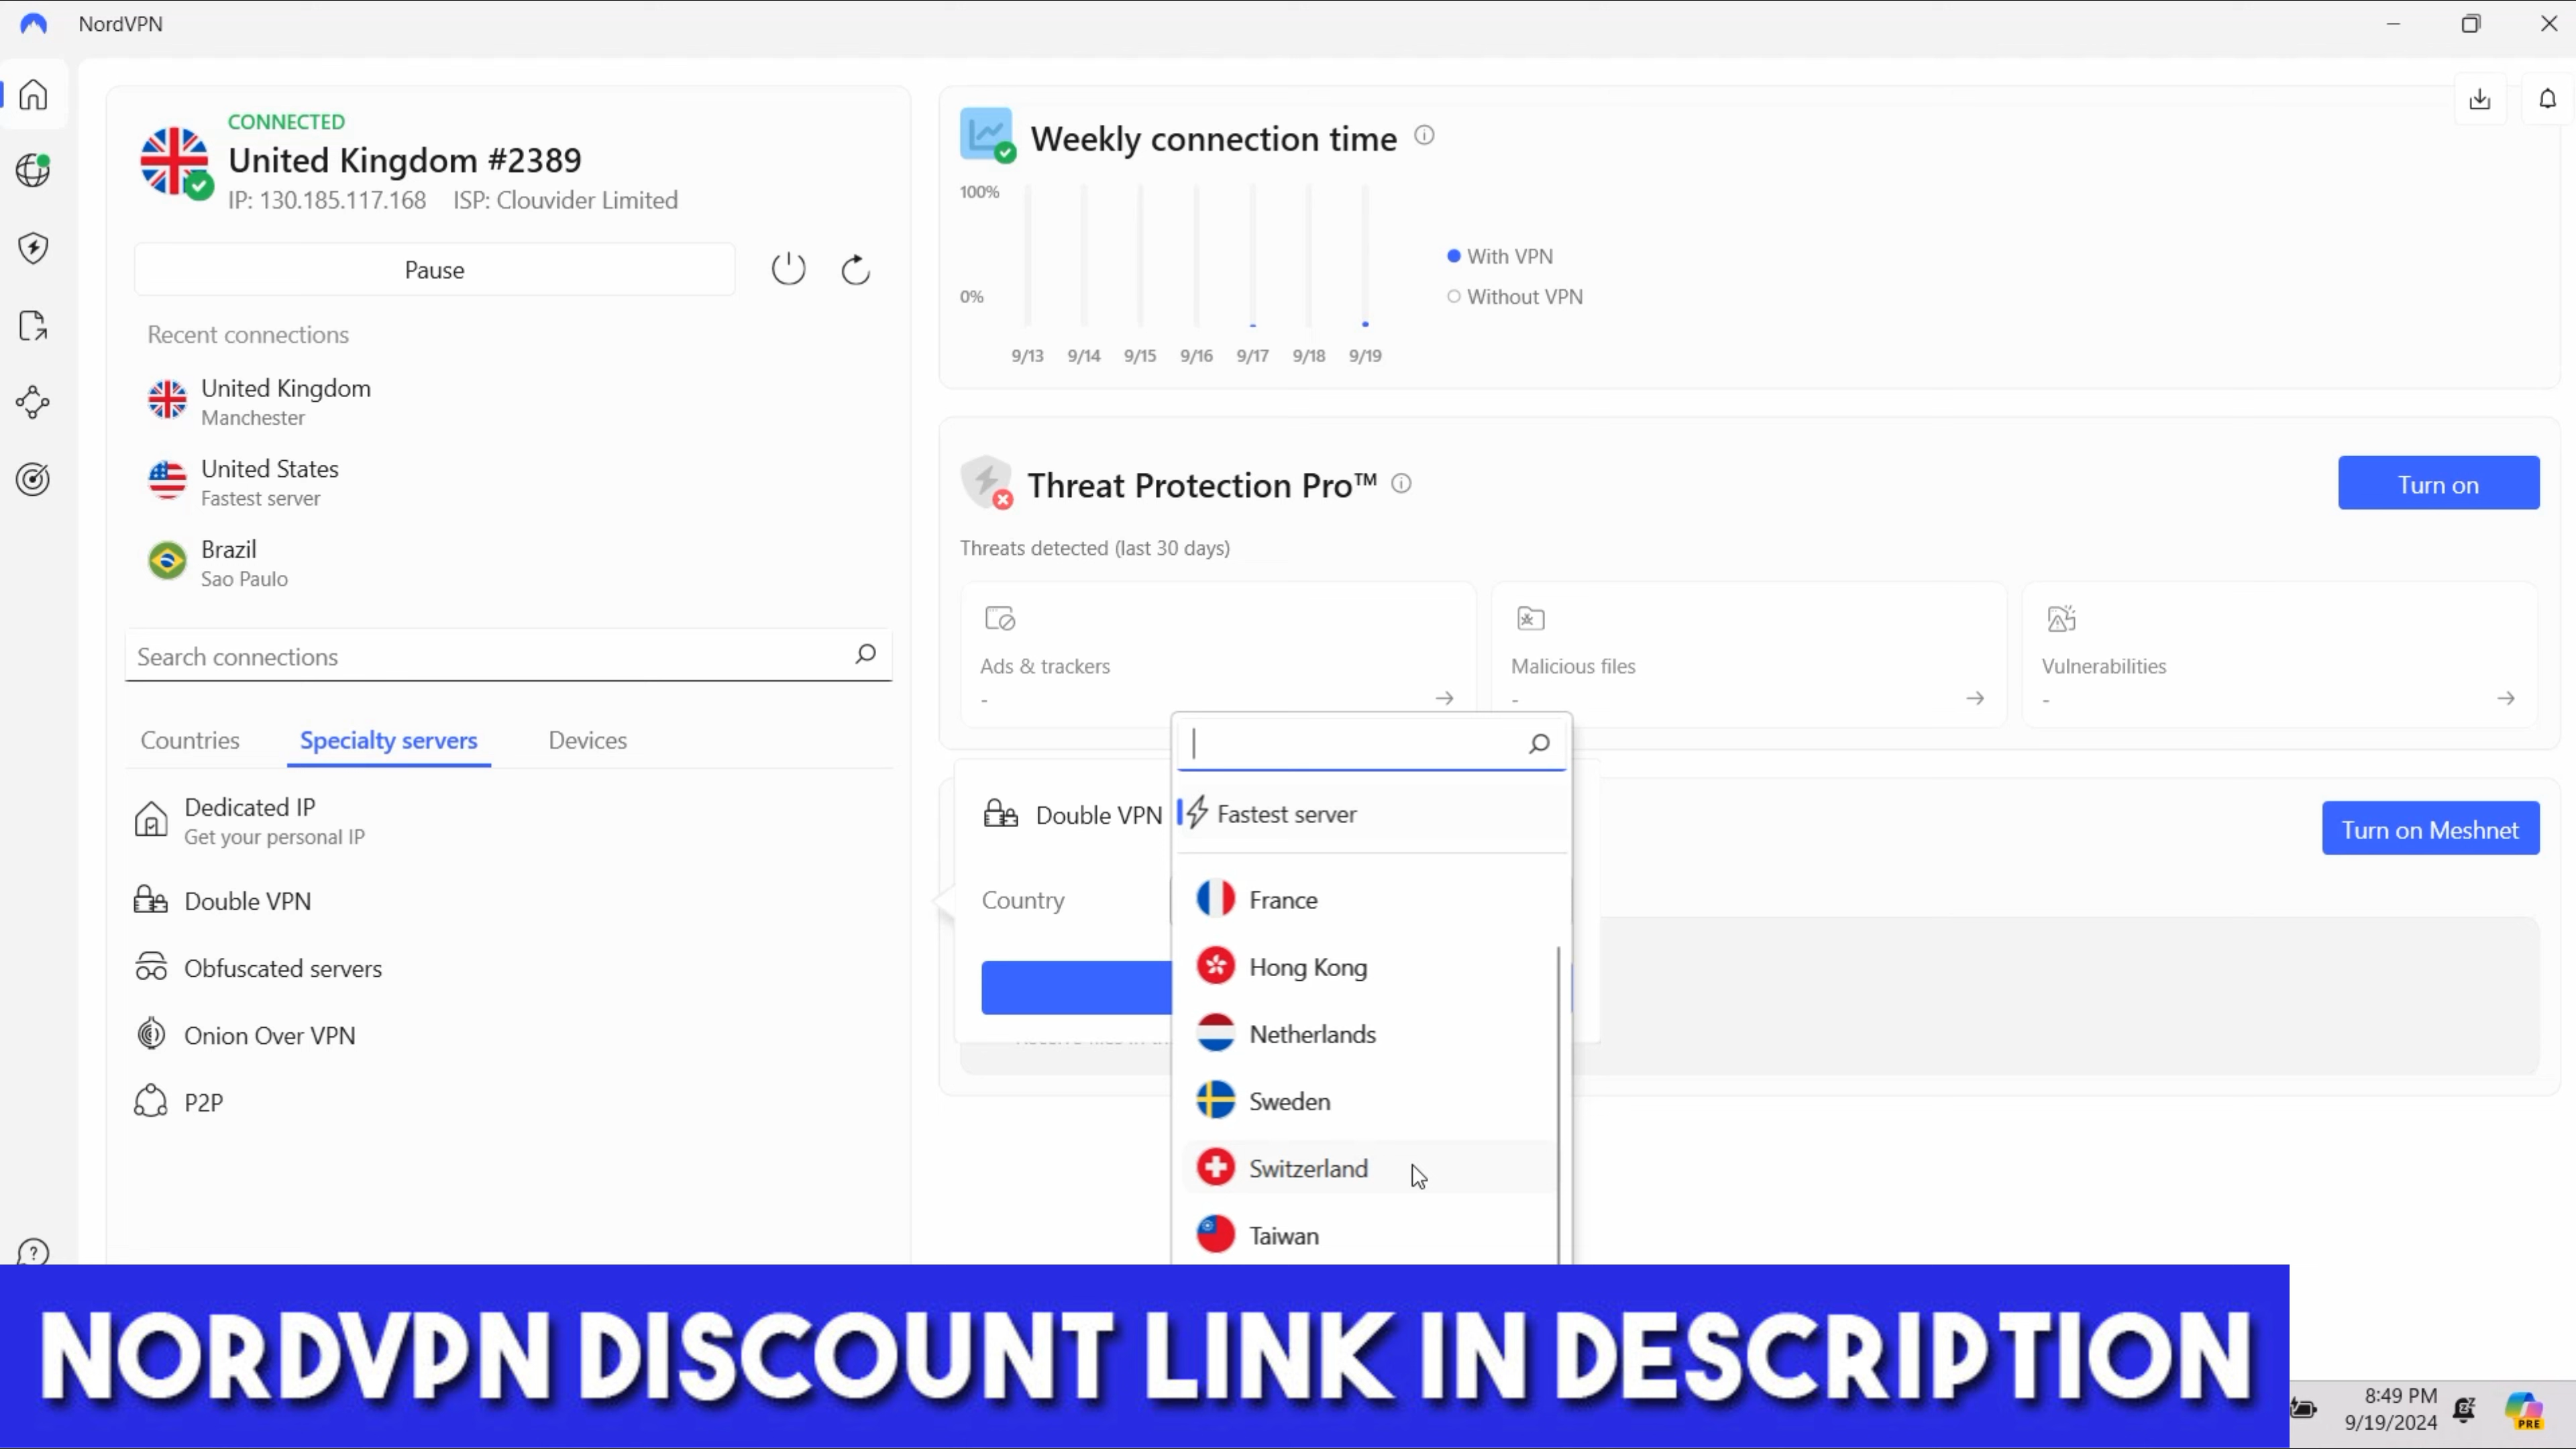 NordVPN
CONNECTED
United Kingdom #2389
IP: 130.185.117.168 ISP: Clouvider Limited
Pause
Recent connections
United Kingdom
Manchester
United States
Fastest server
Brazil
Sao Paulo
Search connections
Countries Specialty servers Devices
Dedicated IP
Get your personal IP
Double VPN
Obfuscated servers
Onion Over VPN
P2P
Weekly connection time
100%
0%
9/13 9/14 9/15 9/16 9/17 9/18 9/19
With VPN
Without VPN
Threat Protection Pro™
Turn on
Threats detected (last 30 days)
Ads & trackers
-
Malicious files
-
Vulnerabilities
-
Double VPN
Country
Fastest server
France
Hong Kong
Netherlands
Sweden
Switzerland
Taiwan
Turn on Meshnet
NORDVPN DISCOUNT LINK IN DESCRIPTION
8:49 PM
9/19/2024
PRE